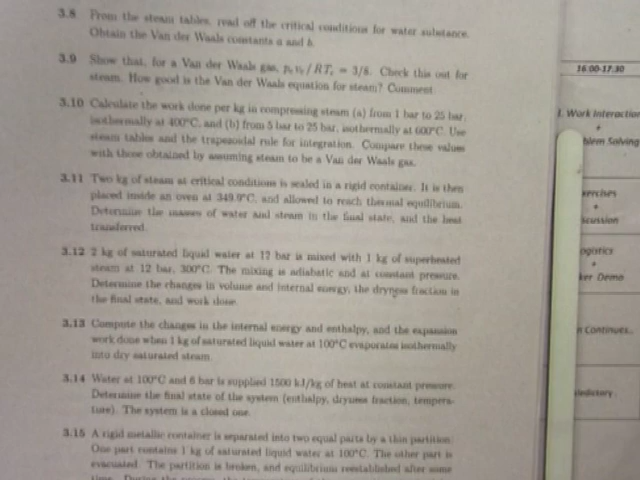 3.8 From the steam tables, read off the critical conditions for water substance.
Obtain the Van der Waals constants a and b.
3.9 Show that, for a Van der Waals gas, pc vc/RTc = 3/8. Check this out for
steam. How good is the Van der Waals equation for steam? Comment.
3.10 Calculate the work done per kg in compressing steam (a) from 1 bar to 25 bar,
isothermally at 400°C, and (b) from 5 bar to 25 bar, isothermally at 600°C. Use
steam tables and the trapezoidal rule for integration. Compare these values
with those obtained by assuming steam to be a Van der Waals gas.
3.11 Two kg of steam at critical conditions is sealed in a rigid container. It is then
placed inside an oven at 349.9°C, and allowed to reach thermal equilibrium.
Determine the masses of water and steam in the final state, and the heat
transferred.
3.12 2 kg of saturated liquid water at 12 bar is mixed with 1 kg of superheated
steam at 12 bar, 300°C. The mixing is adiabatic and at constant pressure.
Determine the changes in volume and internal energy, the dryness fraction in
the final state, and work done.
3.13 Compute the changes in the internal energy and enthalpy, and the expansion
work done when 1 kg of saturated liquid water at 100°C evaporates isothermally
into dry saturated steam.
3.14 Water at 100°C and 6 bar is supplied 1500 kJ/kg of heat at constant pressure.
Determine the final state of the system (enthalpy, dryness fraction, tempera-
ture). The system is a closed one.
3.15 A rigid metallic container is separated into two equal parts by a thin partition.
One part contains 1 kg of saturated liquid water at 100°C. The other part is
evacuated. The partition is broken, and equilibrium reestablished after some
time. During the
16:00-17:30
Work Interaction
+
blem Solving
xercises
+
scussion
ogistics
+
ker Demo
n Continues..